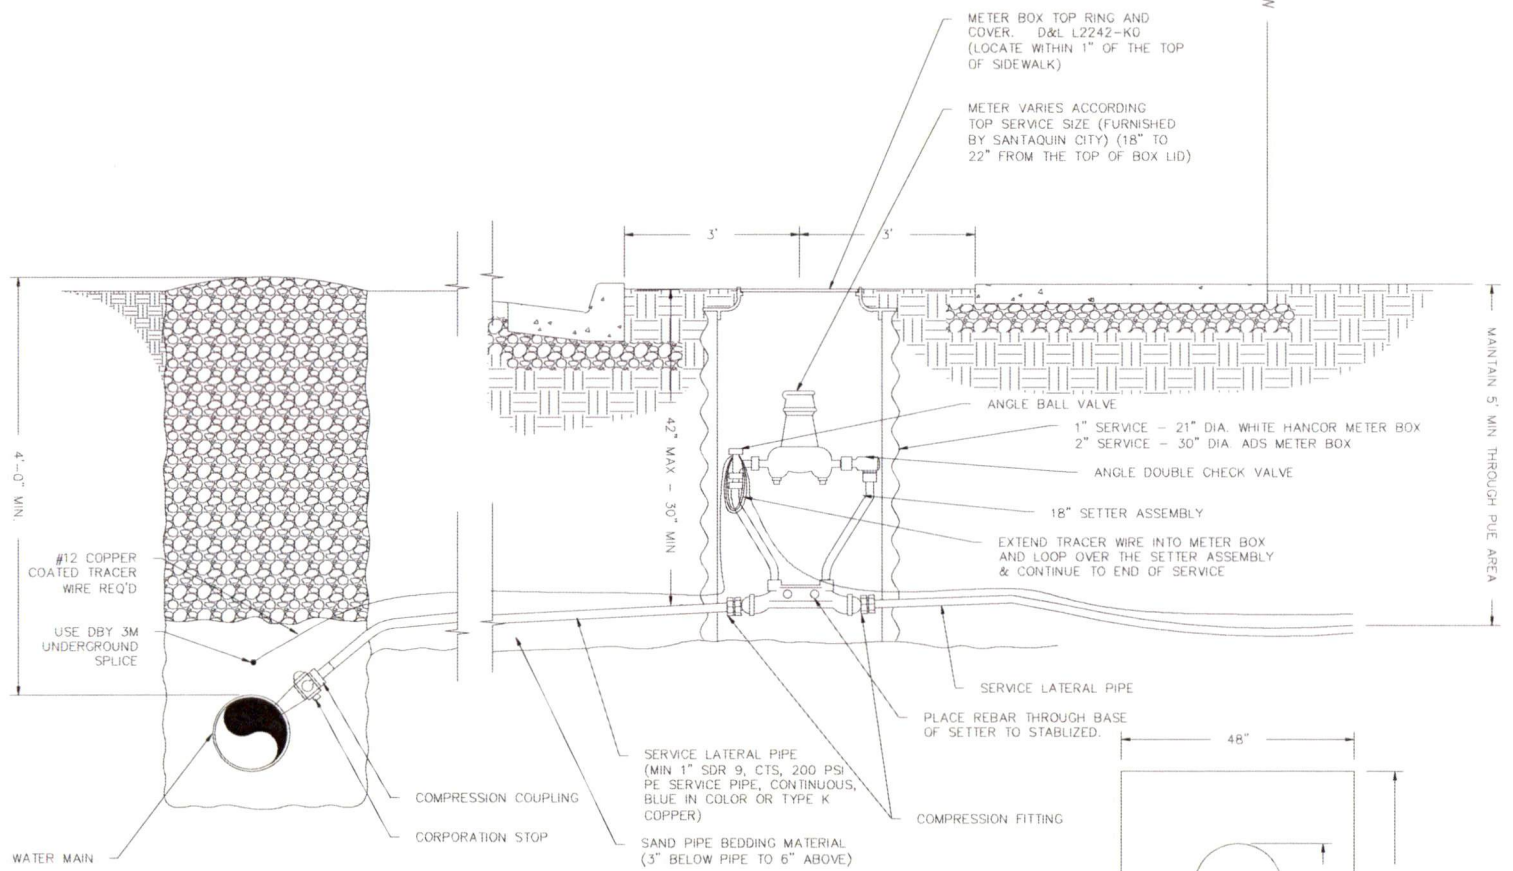 METER BOX TOP RING AND
COVER. D&L L2242-K0
(LOCATE WITHIN 1" OF THE TOP
OF SIDEWALK)
METER VARIES ACCORDING
TOP SERVICE SIZE (FURNISHED
BY SANTAQUIN CITY) (18" TO
22" FROM THE TOP OF BOX LID)
3'
3'
4'-0" MIN.
42" MAX - 30" MIN
MAINTAIN 5' MIN THROUGH PUE AREA
ANGLE BALL VALVE
1" SERVICE - 21" DIA. WHITE HANCOR METER BOX
2" SERVICE - 30" DIA. ADS METER BOX
ANGLE DOUBLE CHECK VALVE
18" SETTER ASSEMBLY
EXTEND TRACER WIRE INTO METER BOX
AND LOOP OVER THE SETTER ASSEMBLY
& CONTINUE TO END OF SERVICE
#12 COPPER
COATED TRACER
WIRE REQ'D
USE DBY 3M
UNDERGROUND
SPLICE
SERVICE LATERAL PIPE
PLACE REBAR THROUGH BASE
OF SETTER TO STABLIZED.
48"
SERVICE LATERAL PIPE
(MIN 1" SDR 9, CTS, 200 PSI
PE SERVICE PIPE, CONTINUOUS,
BLUE IN COLOR OR TYPE K
COPPER)
COMPRESSION COUPLING
COMPRESSION FITTING
CORPORATION STOP
SAND PIPE BEDDING MATERIAL
(3" BELOW PIPE TO 6" ABOVE)
WATER MAIN